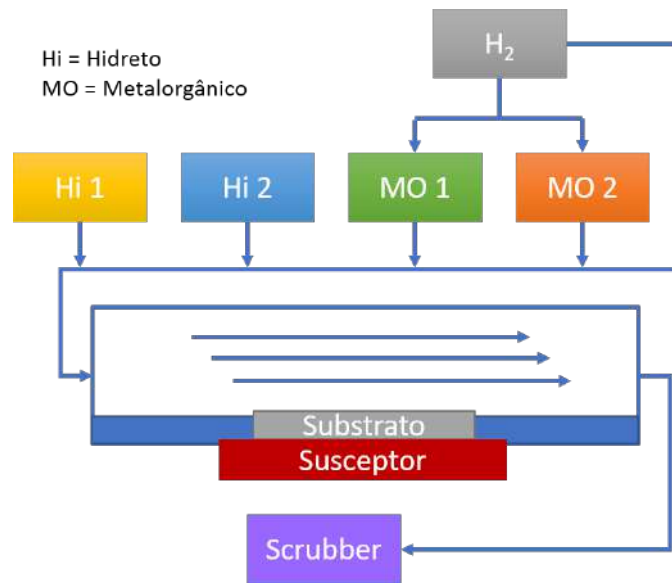 H₂
Hi = Hidreto
MO = Metalorgânico
Hi 1
Hi 2
MO 1
MO 2
Substrato
Susceptor
Scrubber